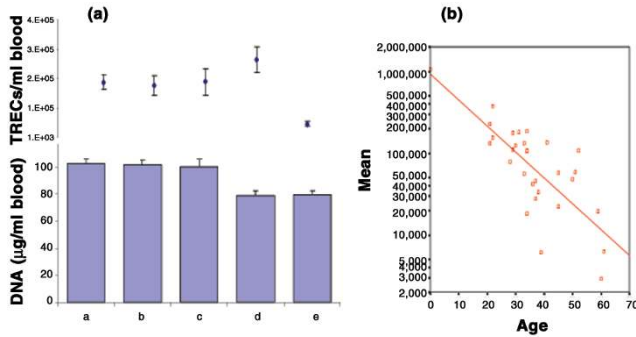 (a)
TRECs/ml blood
3.E+05
2.E+05
1.E+05
1.E+03
DNA (µg/ml blood)
100
80
60
40
20
0
a b c d e
(b)
Mean
2,000,000
1,000,000
500,000
400,000
300,000
200,000
100,000
50,000
40,000
30,000
20,000
10,000
5,000
4,000
3,000
2,000
0 10 20 30 40 50 60 70
Age